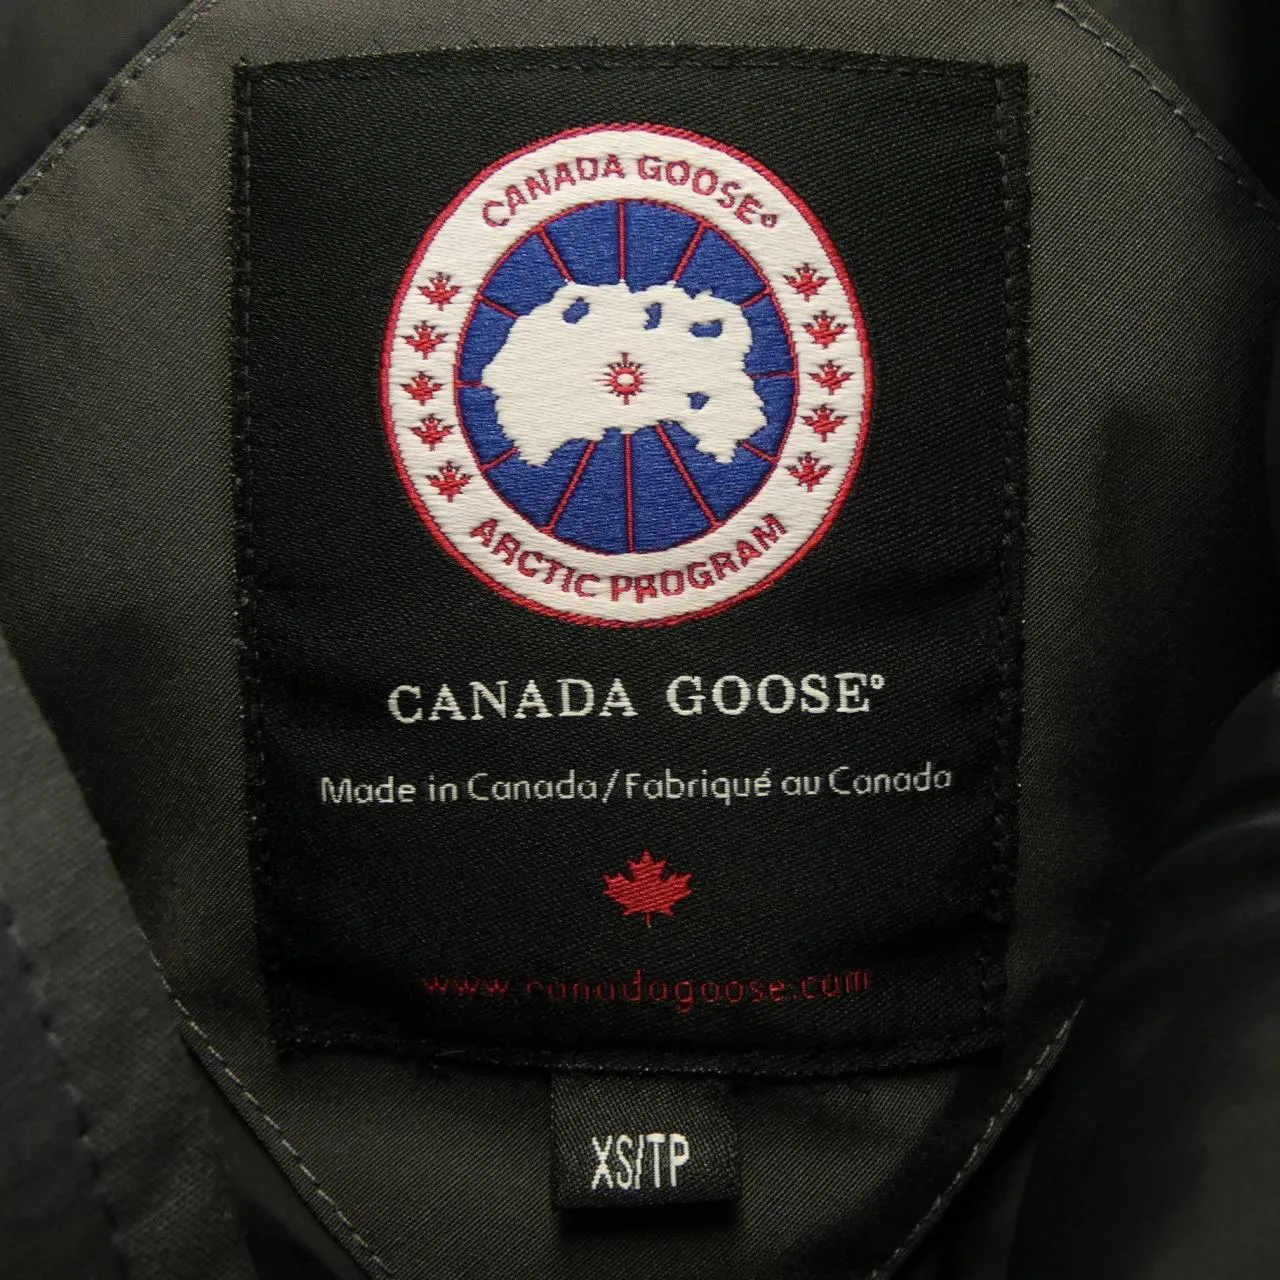 CANADA GOOSE®
ARCTIC PROGRAM
CANADA GOOSE®
Made in Canada/Fabriqué au Canada
www.canadagoose.com
XS/TP